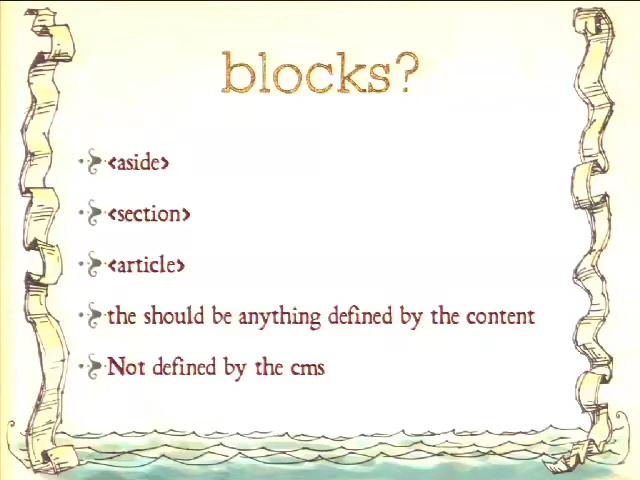 blocks?
<aside>
<section>
<article>
the should be anything defined by the content
Not defined by the cms